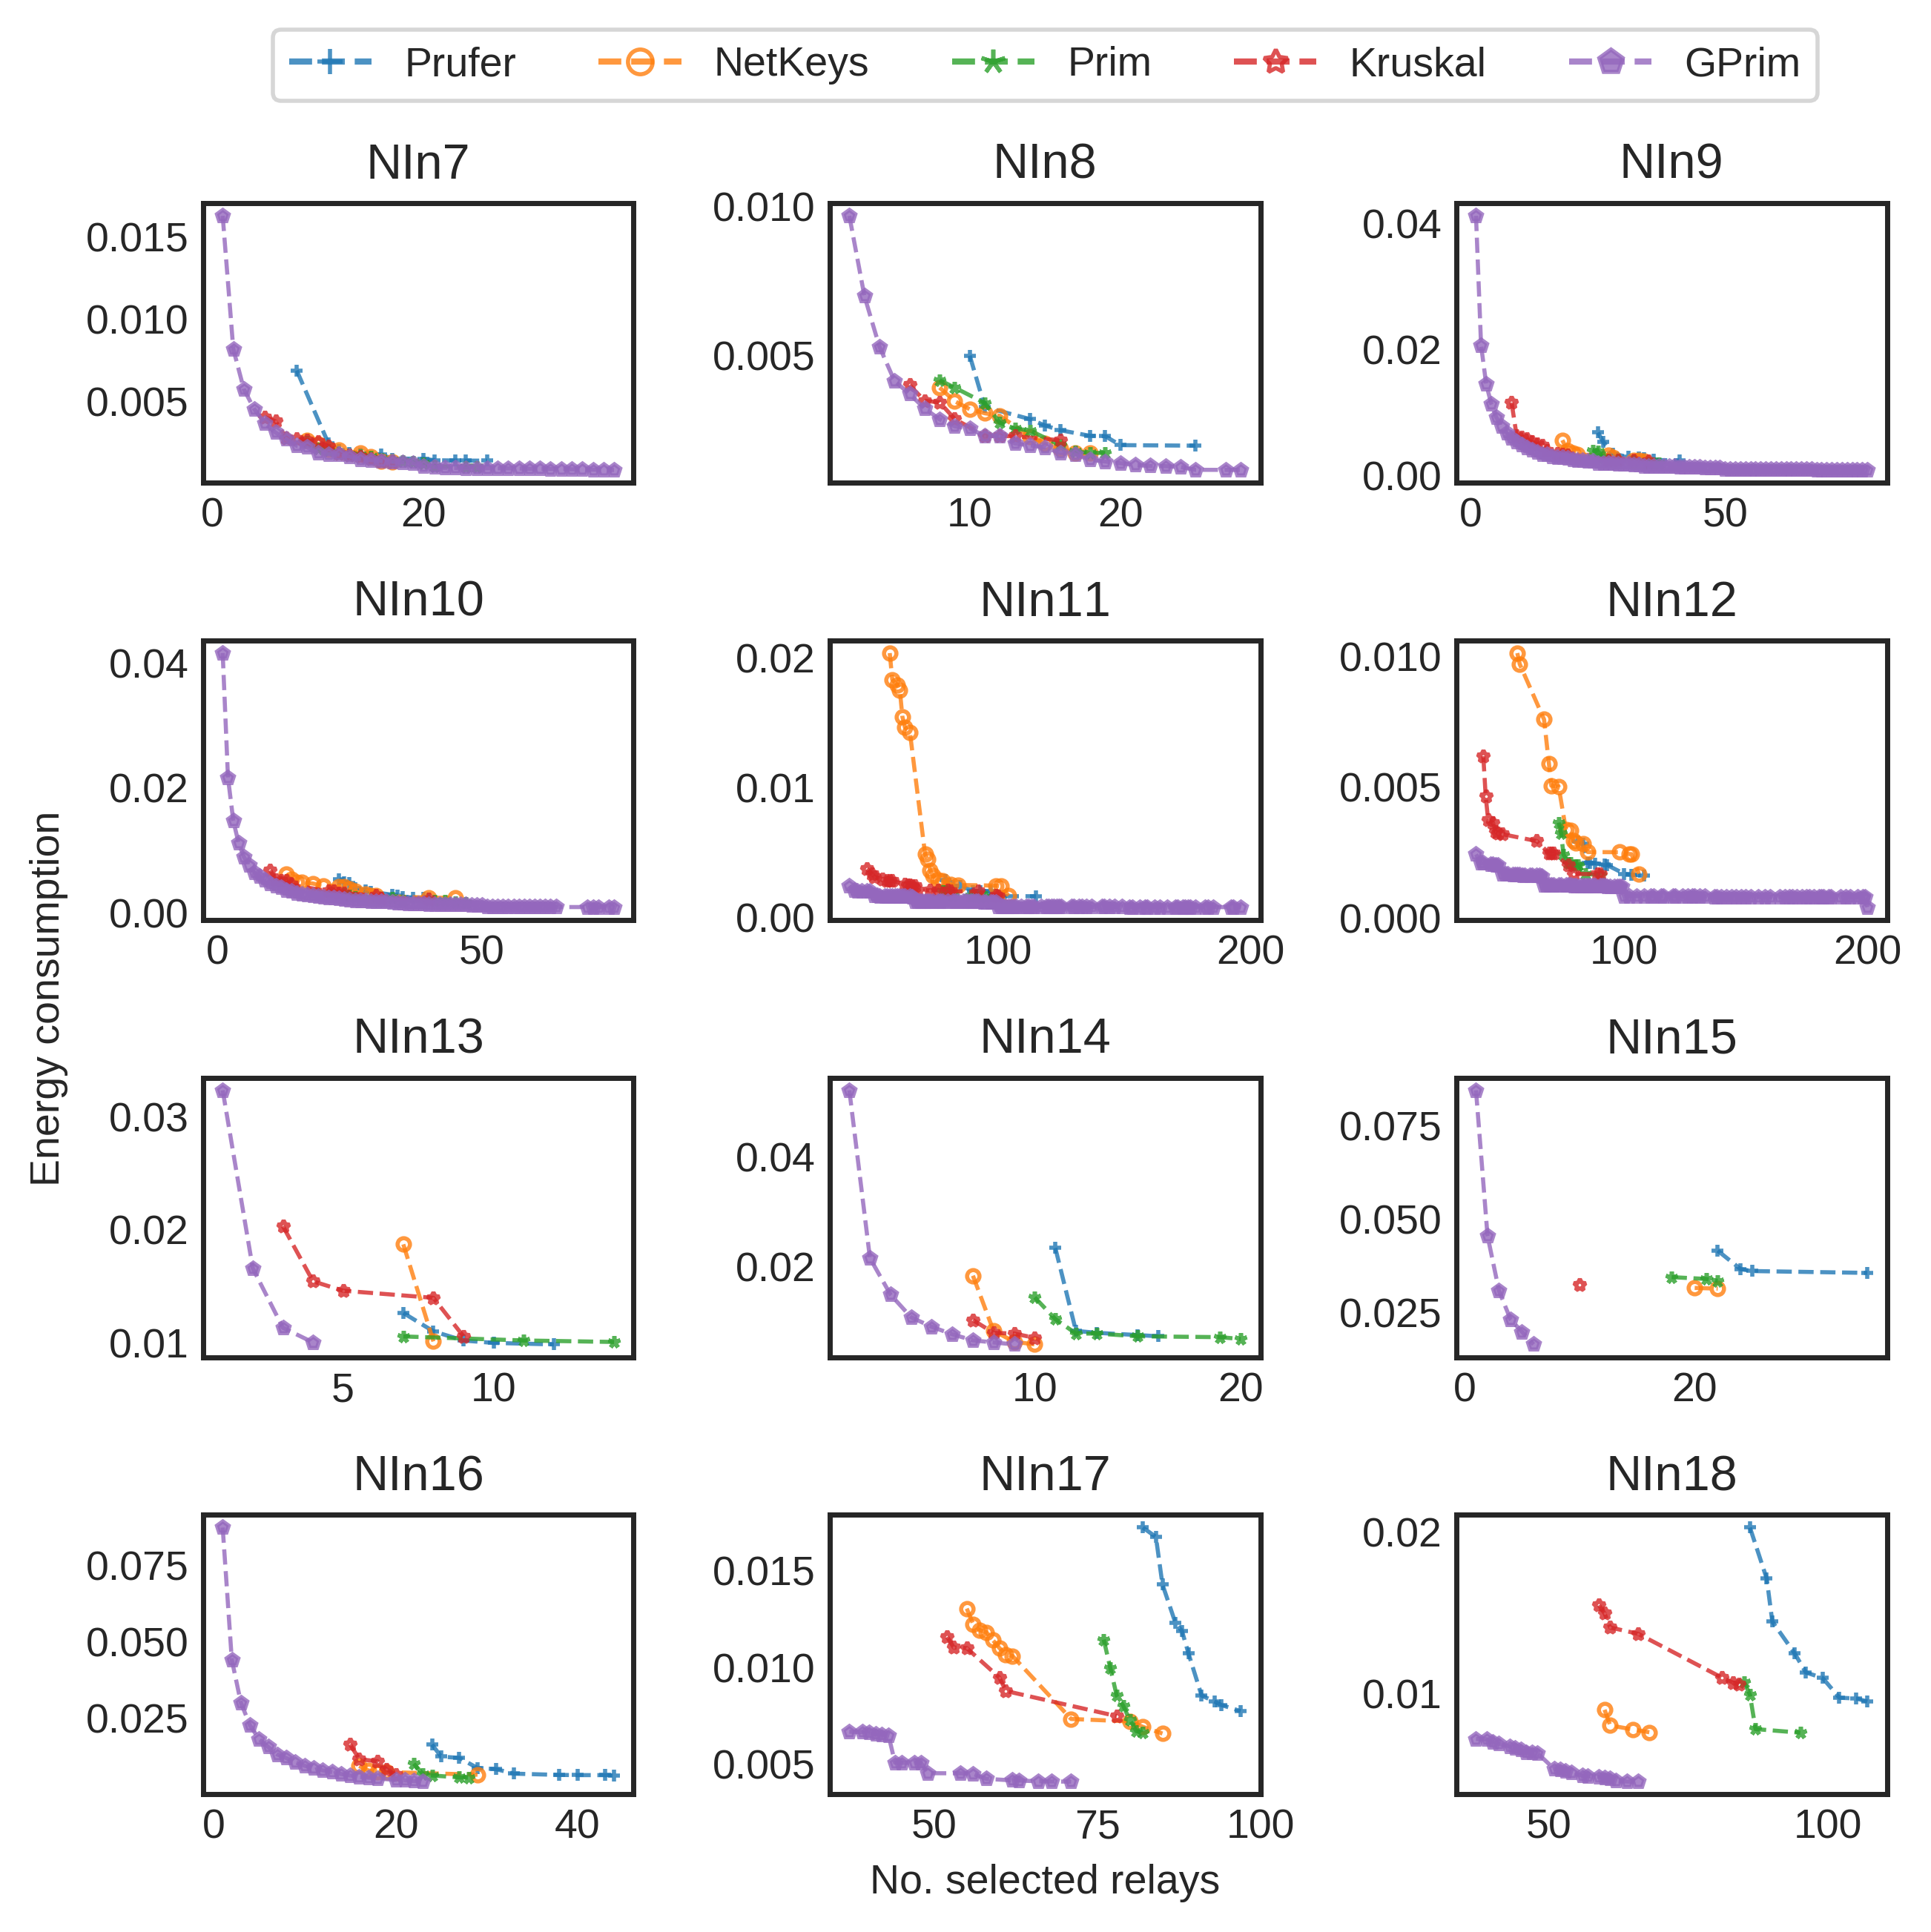 Prufer NetKeys Prim Kruskal GPrim
NIn7 NIn8 NIn9
0.015 0.010 0.005
0 20
0.010 0.005
10 20
0.04 0.02 0.00
0 50
NIn10 NIn11 NIn12
0.04 0.02 0.00
0 50
0.02 0.01 0.00
100 200
0.010 0.005 0.000
100 200
Energy consumption
NIn13 NIn14 NIn15
0.03 0.02 0.01
5 10
0.04 0.02
10 20
0.075 0.050 0.025
0 20
NIn16 NIn17 NIn18
0.075 0.050 0.025
0 20 40
0.015 0.010 0.005
50 75 100
0.02 0.01
50 100
No. selected relays